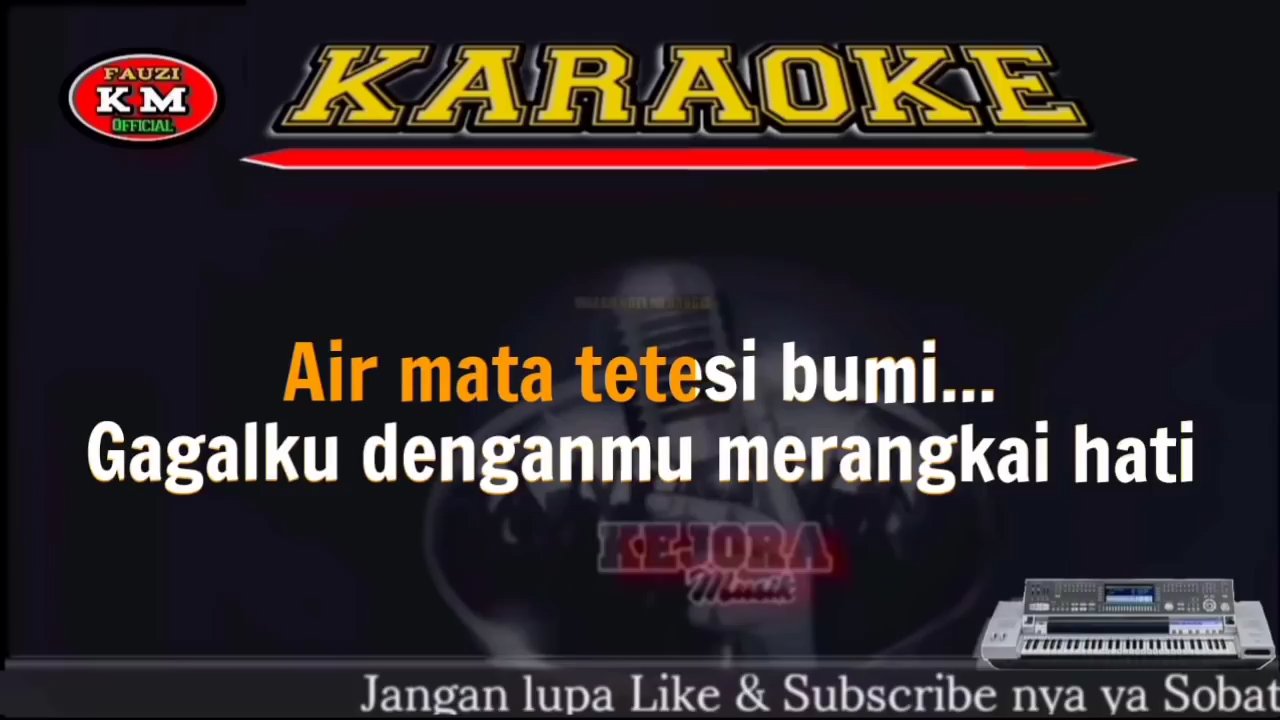 FAUZI
KM
OFFICIAL
KARAOKE
Air mata tetesi bumi...
Gagalku denganmu merangkai hati
KEJORA
Musik
Jangan lupa Like & Subscribe nya ya Sobat